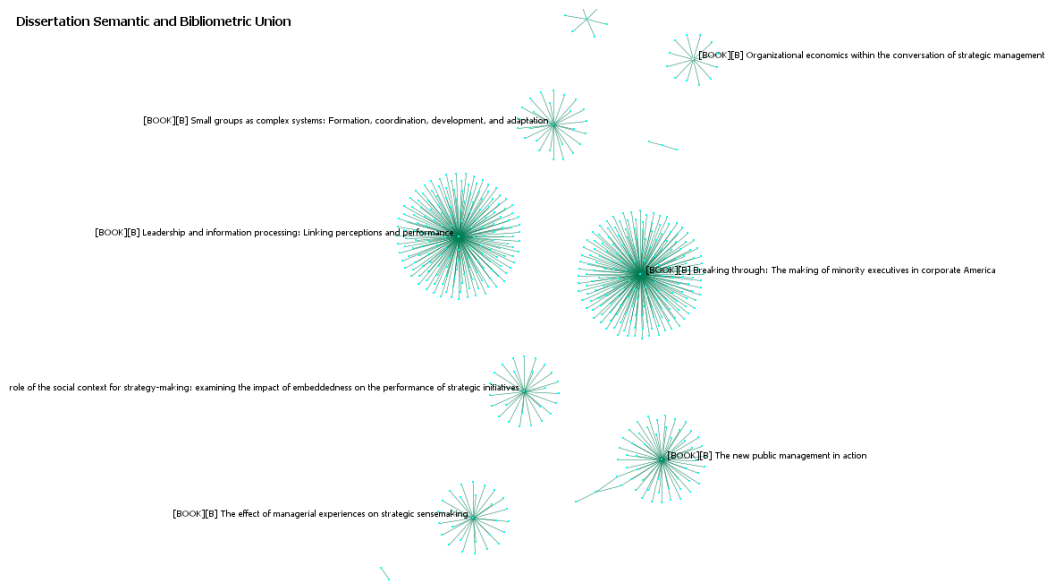 Dissertation Semantic and Bibliometric Union
[BOOK][B] Organizational economics within the conversation of strategic management
[BOOK][B] Small groups as complex systems: Formation, coordination, development, and adaptation
[BOOK][B] Leadership and information processing: Linking perceptions and performance
[BOOK][B] Breaking through: The making of minority executives in corporate America
role of the social context for strategy-making: examining the impact of embeddedness on the performance of strategic initiatives
[BOOK][B] The new public management in action
[BOOK][B] The effect of managerial experiences on strategic sensemaking